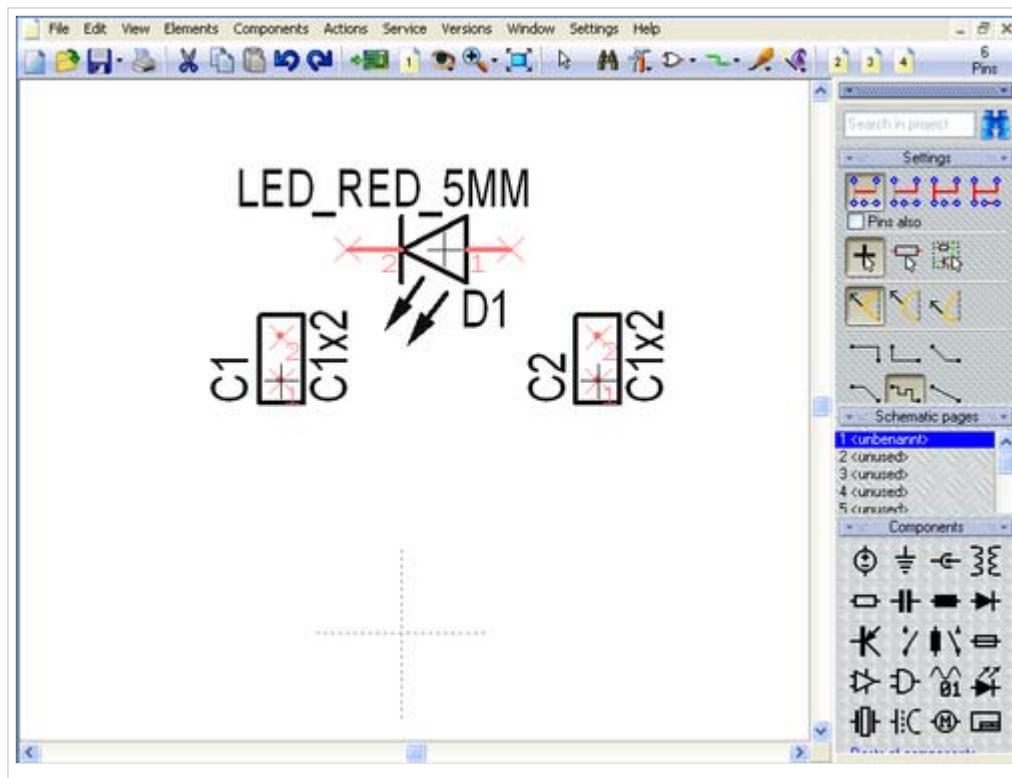 File Edit View Elements Components Actions Service Versions Window Settings Help
1
2 3 4
6
Pins
Search in project
Settings
Pins also
LED_RED_5MM
2 1
D1
C1
2
1
C1x2
C2
2
1
C1x2
Schematic pages
1 <unbenannt>
2 <unused>
3 <unused>
4 <unused>
5 <unused>
Components
01
M